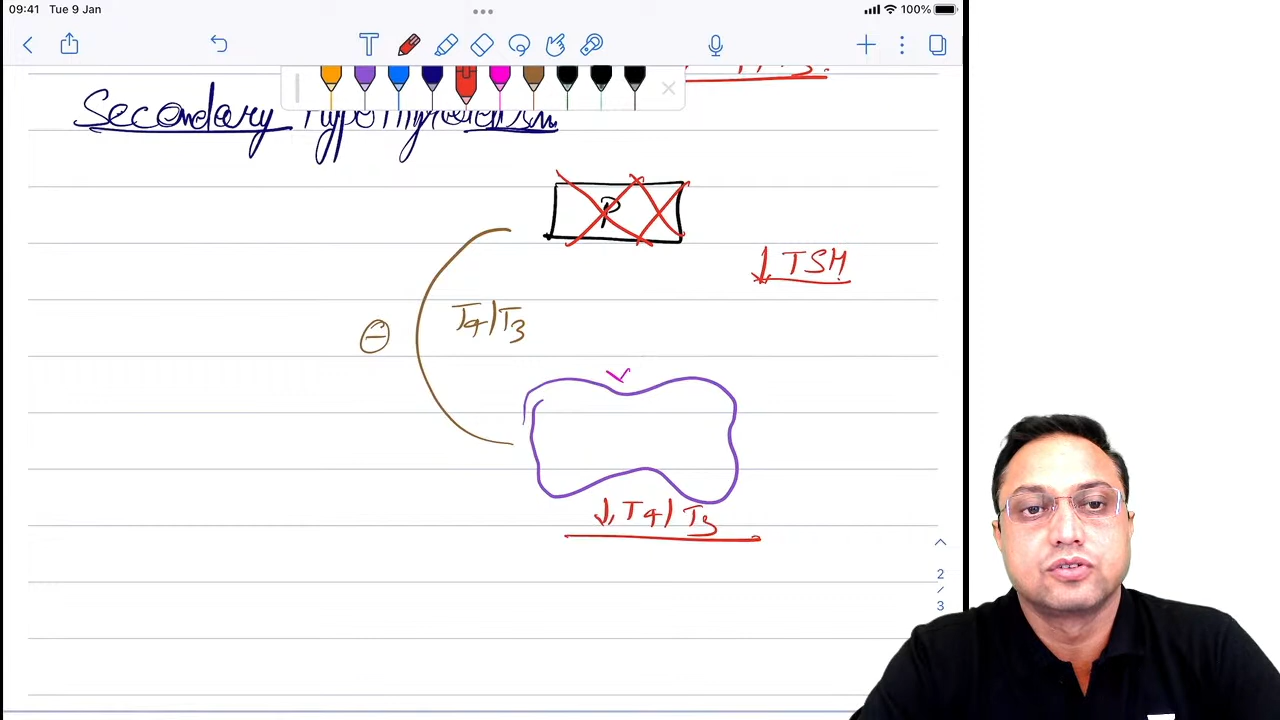 09:41 Tue 9 Jan
100%
T
Secondary Hypothyroidism
P
↓ TSH
T4/T3
⊖
↓ T4/T3
2
/
3